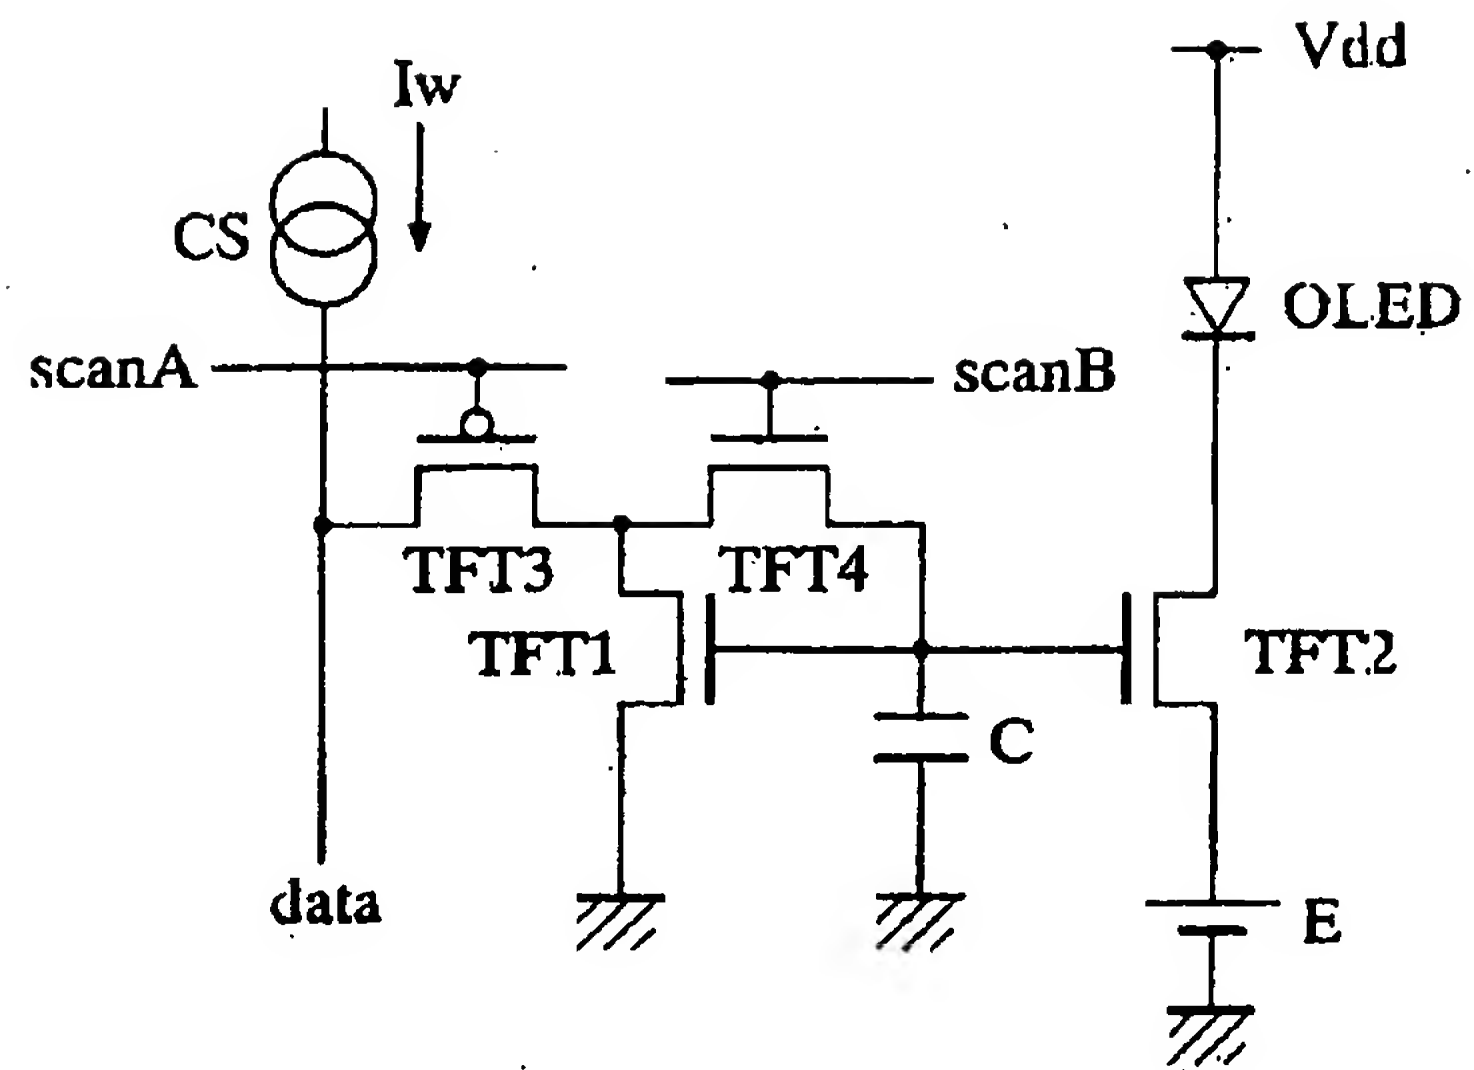 Vdd
Iw
CS
OLED
scanA
scanB
TFT3
TFT4
TFT1
TFT2
C
data
E